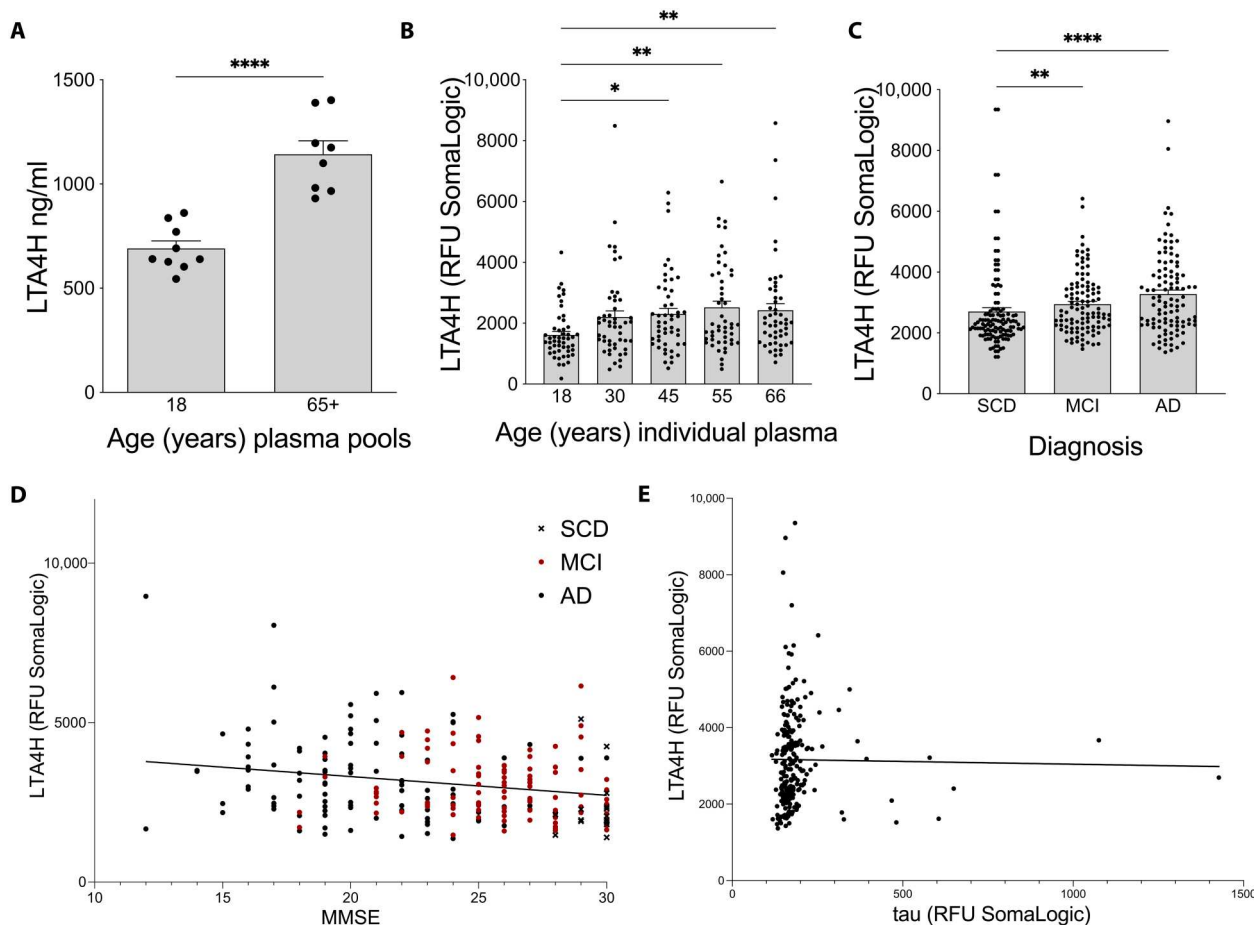 A
****
1500
1000
500
0
LTA4H ng/ml
18 65+
Age (years) plasma pools
B
**
**
*
10,000
8000
6000
4000
2000
0
LTA4H (RFU SomaLogic)
18 30 45 55 66
Age (years) individual plasma
C
****
**
10,000
8000
6000
4000
2000
0
LTA4H (RFU SomaLogic)
SCD MCI AD
Diagnosis
D
× SCD
• MCI
• AD
10,000
5000
0
LTA4H (RFU SomaLogic)
10 15 20 25 30
MMSE
E
10,000
8000
6000
4000
2000
0
LTA4H (RFU SomaLogic)
0 500 1000 1500
tau (RFU SomaLogic)